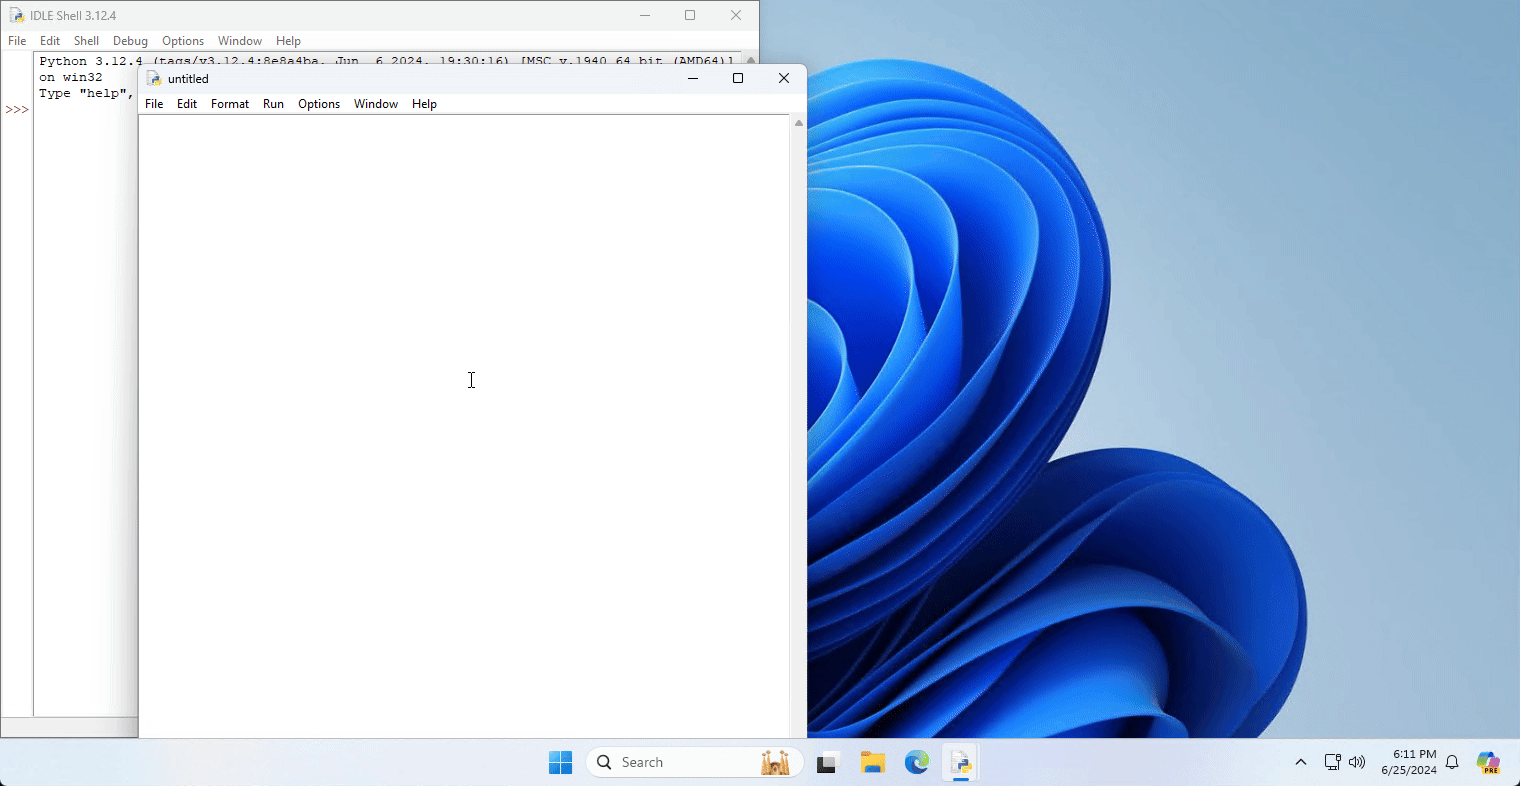 IDLE Shell 3.12.4
File Edit Shell Debug Options Window Help
Python 3.12.4 (tags/v3.12.4:8e8a4ba, Jun 6 2024, 19:30:16) [MSC v.1940 64 bit (AMD64)]
on win32
Type "help",
>>>
untitled
File Edit Format Run Options Window Help
Search
6:11 PM
6/25/2024
PRE